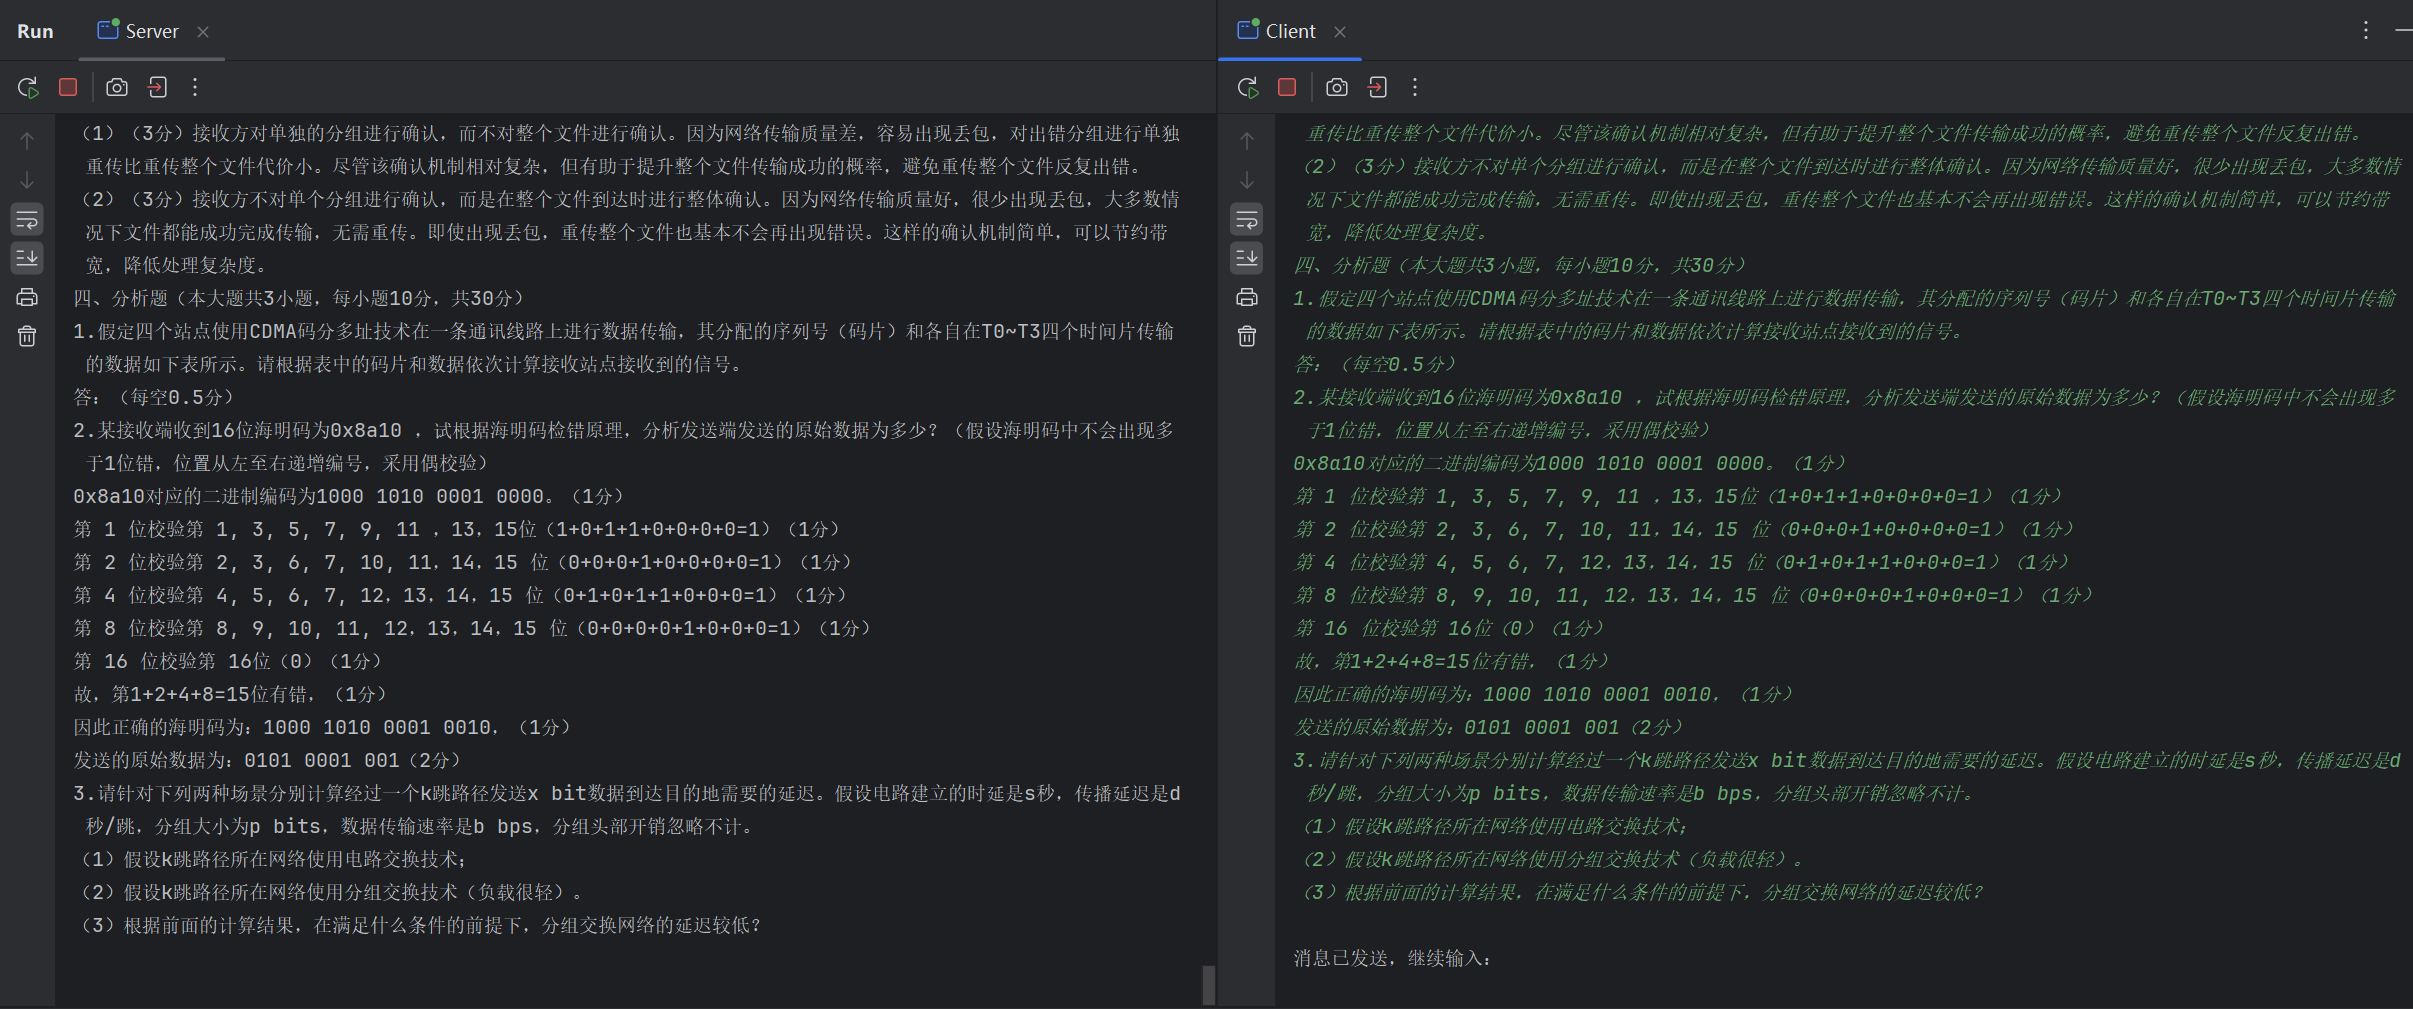 Run
Server
（1）（3分）接收方对单独的分组进行确认，而不对整个文件进行确认。因为网络传输质量差，容易出现丢包，对出错分组进行单独
重传比重传整个文件代价小。尽管该确认机制相对复杂，但有助于提升整个文件传输成功的概率，避免重传整个文件反复出错。
（2）（3分）接收方不对单个分组进行确认，而是在整个文件到达时进行整体确认。因为网络传输质量好，很少出现丢包，大多数情
况下文件都能成功完成传输，无需重传。即使出现丢包，重传整个文件也基本不会再出现错误。这样的确认机制简单，可以节约带
宽，降低处理复杂度。
四、分析题（本大题共3小题，每小题10分，共30分）
1.假定四个站点使用CDMA码分多址技术在一条通讯线路上进行数据传输，其分配的序列号（码片）和各自在T0~T3四个时间片传输
的数据如下表所示。请根据表中的码片和数据依次计算接收站点接收到的信号。
答：（每空0.5分）
2.某接收端收到16位海明码为0x8a10 ，试根据海明码检错原理，分析发送端发送的原始数据为多少？（假设海明码中不会出现多
于1位错，位置从左至右递增编号，采用偶校验）
0x8a10对应的二进制编码为1000 1010 0001 0000。（1分）
第 1 位校验第 1, 3, 5, 7, 9, 11 ，13，15位（1+0+1+1+0+0+0+0=1）（1分）
第 2 位校验第 2, 3, 6, 7, 10, 11，14，15 位（0+0+0+1+0+0+0+0=1）（1分）
第 4 位校验第 4, 5, 6, 7, 12，13，14，15 位（0+1+0+1+1+0+0+0=1）（1分）
第 8 位校验第 8, 9, 10, 11, 12，13，14，15 位（0+0+0+0+1+0+0+0=1）（1分）
第 16 位校验第 16位（0）（1分）
故，第1+2+4+8=15位有错，（1分）
因此正确的海明码为：1000 1010 0001 0010，（1分）
发送的原始数据为：0101 0001 001（2分）
3.请针对下列两种场景分别计算经过一个k跳路径发送x bit数据到达目的地需要的延迟。假设电路建立的时延是s秒，传播延迟是d
秒/跳，分组大小为p bits，数据传输速率是b bps，分组头部开销忽略不计。
（1）假设k跳路径所在网络使用电路交换技术；
（2）假设k跳路径所在网络使用分组交换技术（负载很轻）。
（3）根据前面的计算结果，在满足什么条件的前提下，分组交换网络的延迟较低？
Client
重传比重传整个文件代价小。尽管该确认机制相对复杂，但有助于提升整个文件传输成功的概率，避免重传整个文件反复出错。
（2）（3分）接收方不对单个分组进行确认，而是在整个文件到达时进行整体确认。因为网络传输质量好，很少出现丢包，大多数情
况下文件都能成功完成传输，无需重传。即使出现丢包，重传整个文件也基本不会再出现错误。这样的确认机制简单，可以节约带
宽，降低处理复杂度。
四、分析题（本大题共3小题，每小题10分，共30分）
1.假定四个站点使用CDMA码分多址技术在一条通讯线路上进行数据传输，其分配的序列号（码片）和各自在T0~T3四个时间片传输
的数据如下表所示。请根据表中的码片和数据依次计算接收站点接收到的信号。
答：（每空0.5分）
2.某接收端收到16位海明码为0x8a10 ，试根据海明码检错原理，分析发送端发送的原始数据为多少？（假设海明码中不会出现多
于1位错，位置从左至右递增编号，采用偶校验）
0x8a10对应的二进制编码为1000 1010 0001 0000。（1分）
第 1 位校验第 1, 3, 5, 7, 9, 11 ，13，15位（1+0+1+1+0+0+0+0=1）（1分）
第 2 位校验第 2, 3, 6, 7, 10, 11，14，15 位（0+0+0+1+0+0+0+0=1）（1分）
第 4 位校验第 4, 5, 6, 7, 12，13，14，15 位（0+1+0+1+1+0+0+0=1）（1分）
第 8 位校验第 8, 9, 10, 11, 12，13，14，15 位（0+0+0+0+1+0+0+0=1）（1分）
第 16 位校验第 16位（0）（1分）
故，第1+2+4+8=15位有错，（1分）
因此正确的海明码为：1000 1010 0001 0010，（1分）
发送的原始数据为：0101 0001 001（2分）
3.请针对下列两种场景分别计算经过一个k跳路径发送x bit数据到达目的地需要的延迟。假设电路建立的时延是s秒，传播延迟是d
秒/跳，分组大小为p bits，数据传输速率是b bps，分组头部开销忽略不计。
（1）假设k跳路径所在网络使用电路交换技术；
（2）假设k跳路径所在网络使用分组交换技术（负载很轻）。
（3）根据前面的计算结果，在满足什么条件的前提下，分组交换网络的延迟较低？
消息已发送，继续输入：